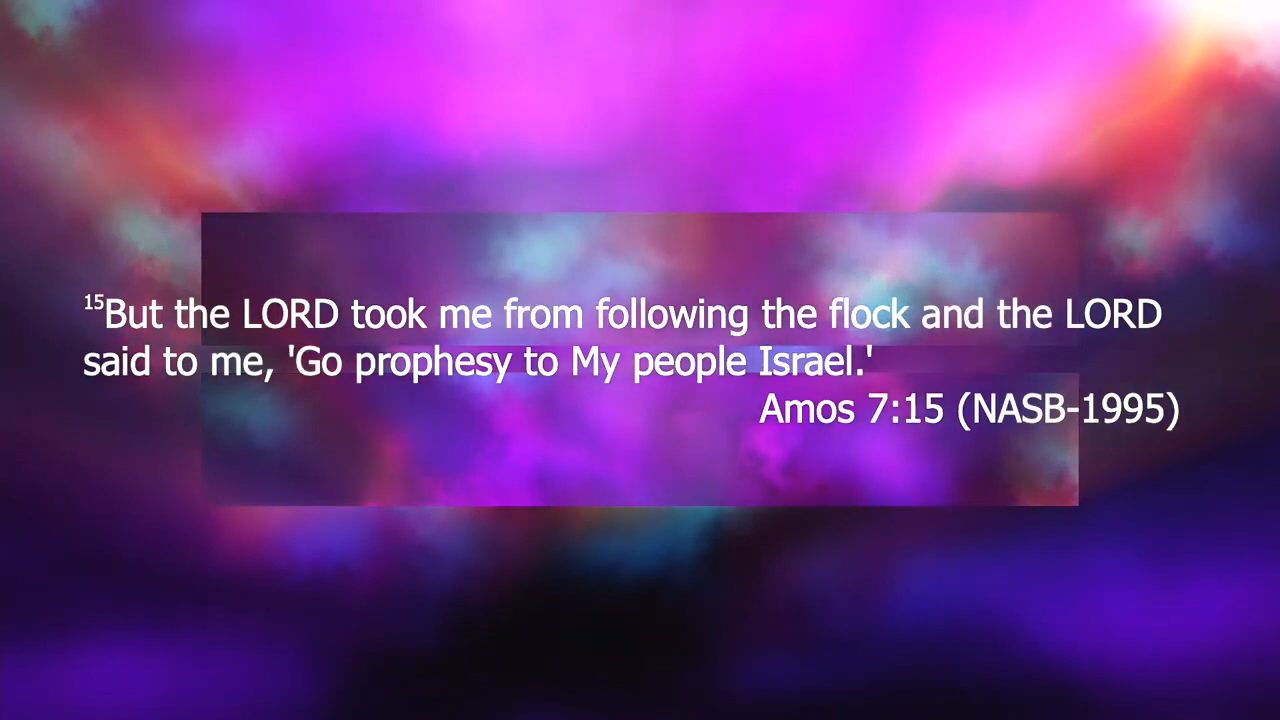 15But the LORD took me from following the flock and the LORD
said to me, 'Go prophesy to My people Israel.'
Amos 7:15 (NASB-1995)